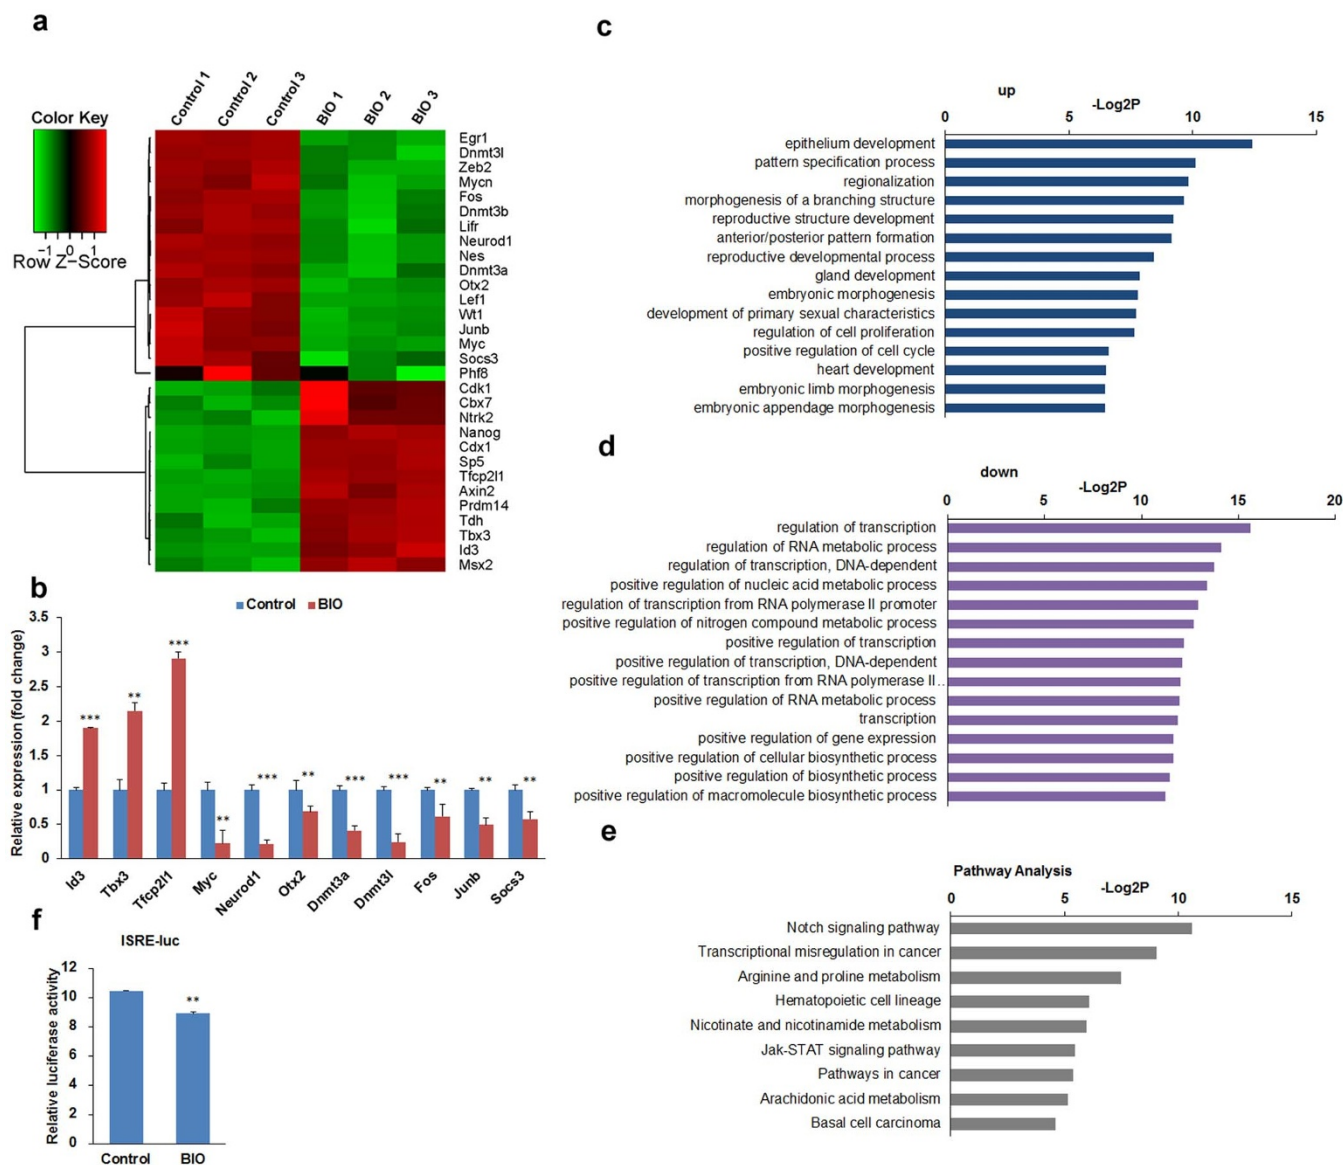 a
Control 1
Control 2
Control 3
BIO 1
BIO 2
BIO 3
Color Key
−1 0 1
Row Z−Score
Egr1
Dnmt3l
Zeb2
Mycn
Fos
Dnmt3b
Lifr
Neurod1
Nes
Dnmt3a
Otx2
Lef1
Wt1
Junb
Myc
Socs3
Phf8
Cdk1
Cbx7
Ntrk2
Nanog
Cdx1
Sp5
Tfcp2l1
Axin2
Prdm14
Tdh
Tbx3
Id3
Msx2
b
Control
BIO
Relative expression (fold change)
3.5
3
2.5
2
1.5
1
0.5
0
***
**
***
**
***
**
***
***
**
**
**
Id3
Tbx3
Tfcp2l1
Myc
Neurod1
Otx2
Dnmt3a
Dnmt3l
Fos
Junb
Socs3
c
up
-Log2P
0 5 10 15
epithelium development
pattern specification process
regionalization
morphogenesis of a branching structure
reproductive structure development
anterior/posterior pattern formation
reproductive developmental process
gland development
embryonic morphogenesis
development of primary sexual characteristics
regulation of cell proliferation
positive regulation of cell cycle
heart development
embryonic limb morphogenesis
embryonic appendage morphogenesis
d
down
-Log2P
0 5 10 15 20
regulation of transcription
regulation of RNA metabolic process
regulation of transcription, DNA-dependent
positive regulation of nucleic acid metabolic process
regulation of transcription from RNA polymerase II promoter
positive regulation of nitrogen compound metabolic process
positive regulation of transcription
positive regulation of transcription, DNA-dependent
positive regulation of transcription from RNA polymerase II..
positive regulation of RNA metabolic process
transcription
positive regulation of gene expression
positive regulation of cellular biosynthetic process
positive regulation of biosynthetic process
positive regulation of macromolecule biosynthetic process
e
Pathway Analysis
-Log2P
0 5 10 15
Notch signaling pathway
Transcriptional misregulation in cancer
Arginine and proline metabolism
Hematopoietic cell lineage
Nicotinate and nicotinamide metabolism
Jak-STAT signaling pathway
Pathways in cancer
Arachidonic acid metabolism
Basal cell carcinoma
f
ISRE-luc
Relative luciferase activity
12
10
8
6
4
2
0
**
Control
BIO